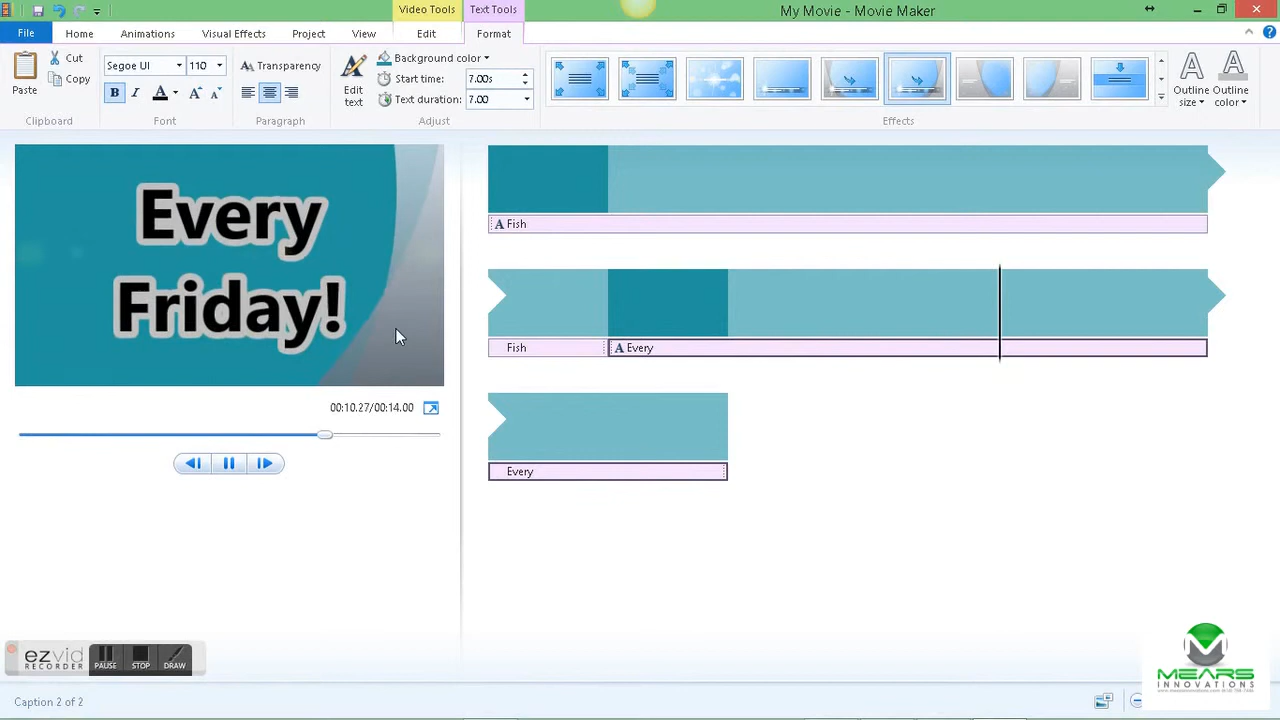 Video Tools
Text Tools
My Movie - Movie Maker
File
Home
Animations
Visual Effects
Project
View
Edit
Format
Paste
Cut
Copy
Clipboard
Segoe UI
110
B
I
A
A
A
Font
Transparency
Paragraph
Edit
text
Background color
Start time:
7.00s
Text duration:
7.00
Adjust
Effects
A
Outline
size
A
Outline
color
Every
Friday!
00:10.27/00:14.00
A Fish
Fish
A Every
Every
ezvid
RECORDER
PAUSE
STOP
DRAW
Caption 2 of 2
M
MEARS
INNOVATIONS